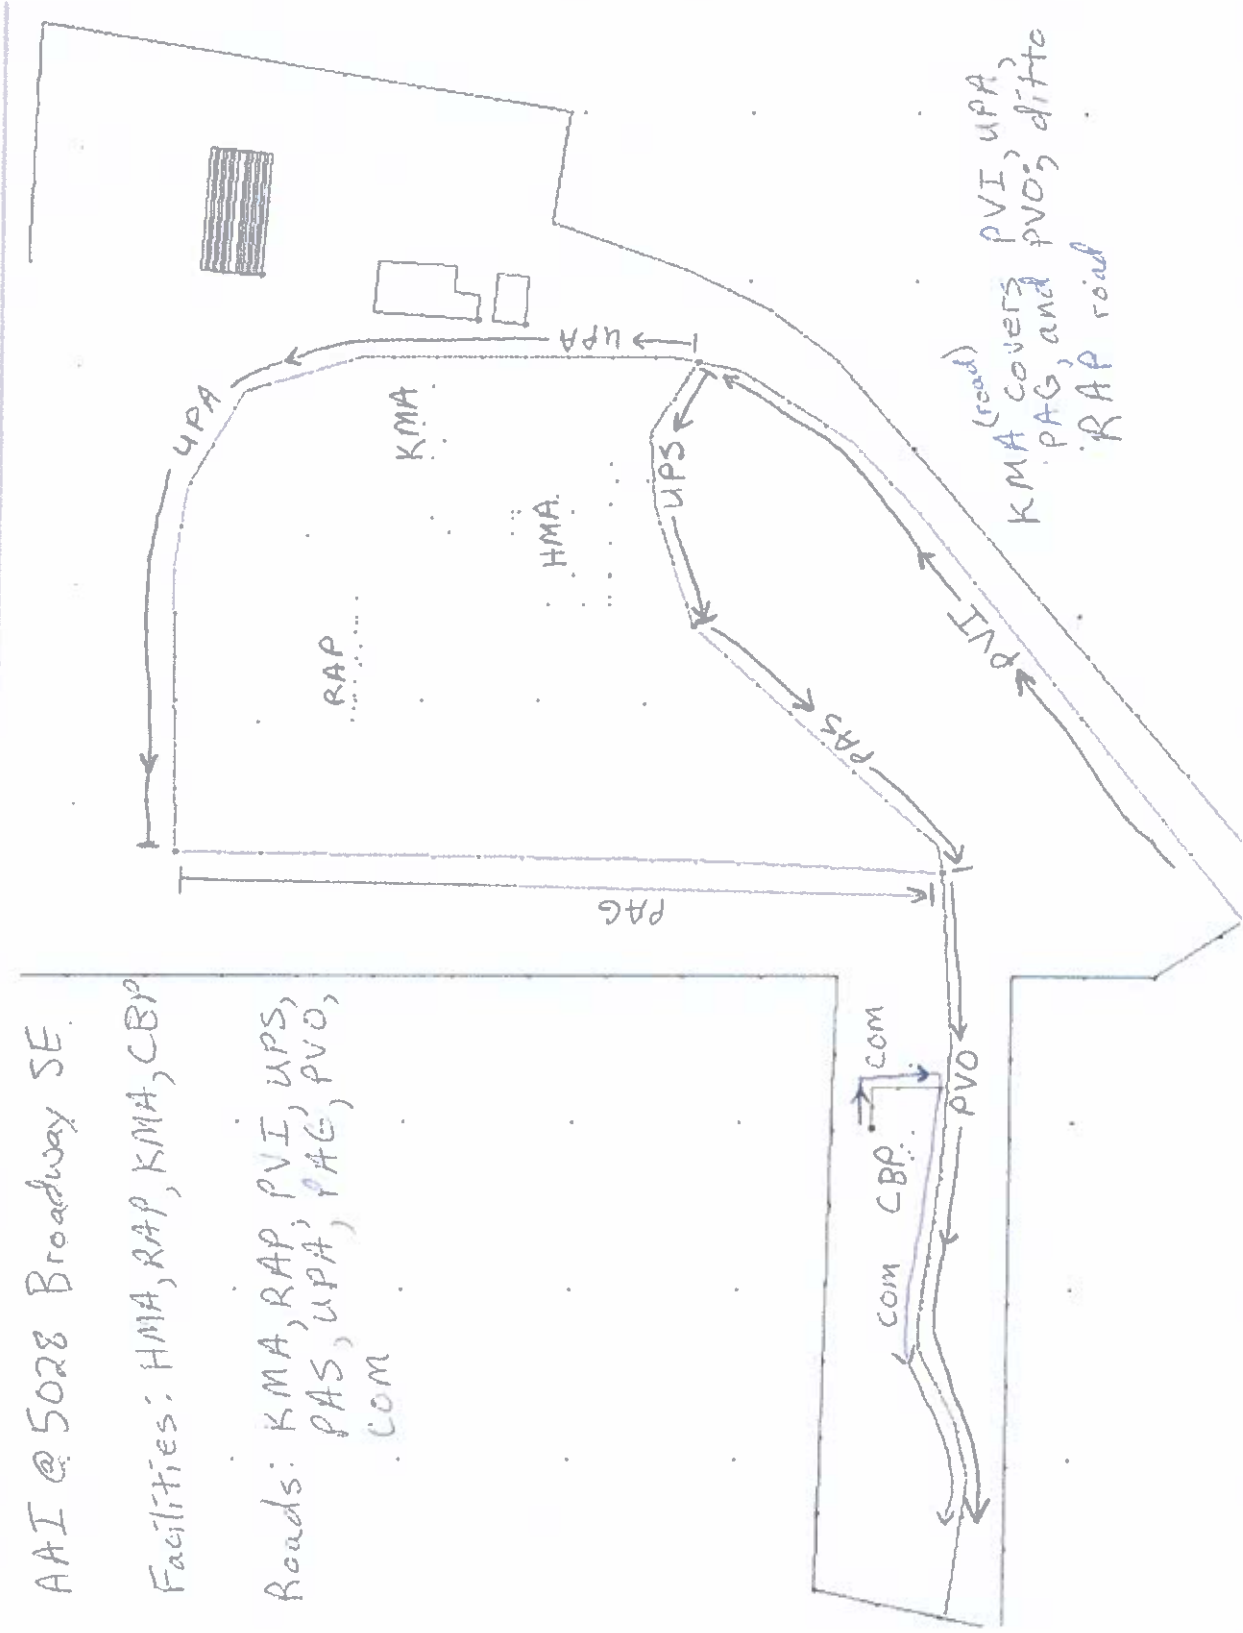 AAI @ 5028 Broadway SE.
Facilities: HMA, RAP, KMA, CBP
Roads: KMA, RAP, PVI, UPS,
PAS, UPA, PAG, PVO,
COM
UPA
UPA
KMA
RAP
HMA
UPS
PAS
PVI
PAG
COM
COM CBP
PVO
(road)
KMA covers PVI, UPA,
PAG, and PVO; ditto
RAP road